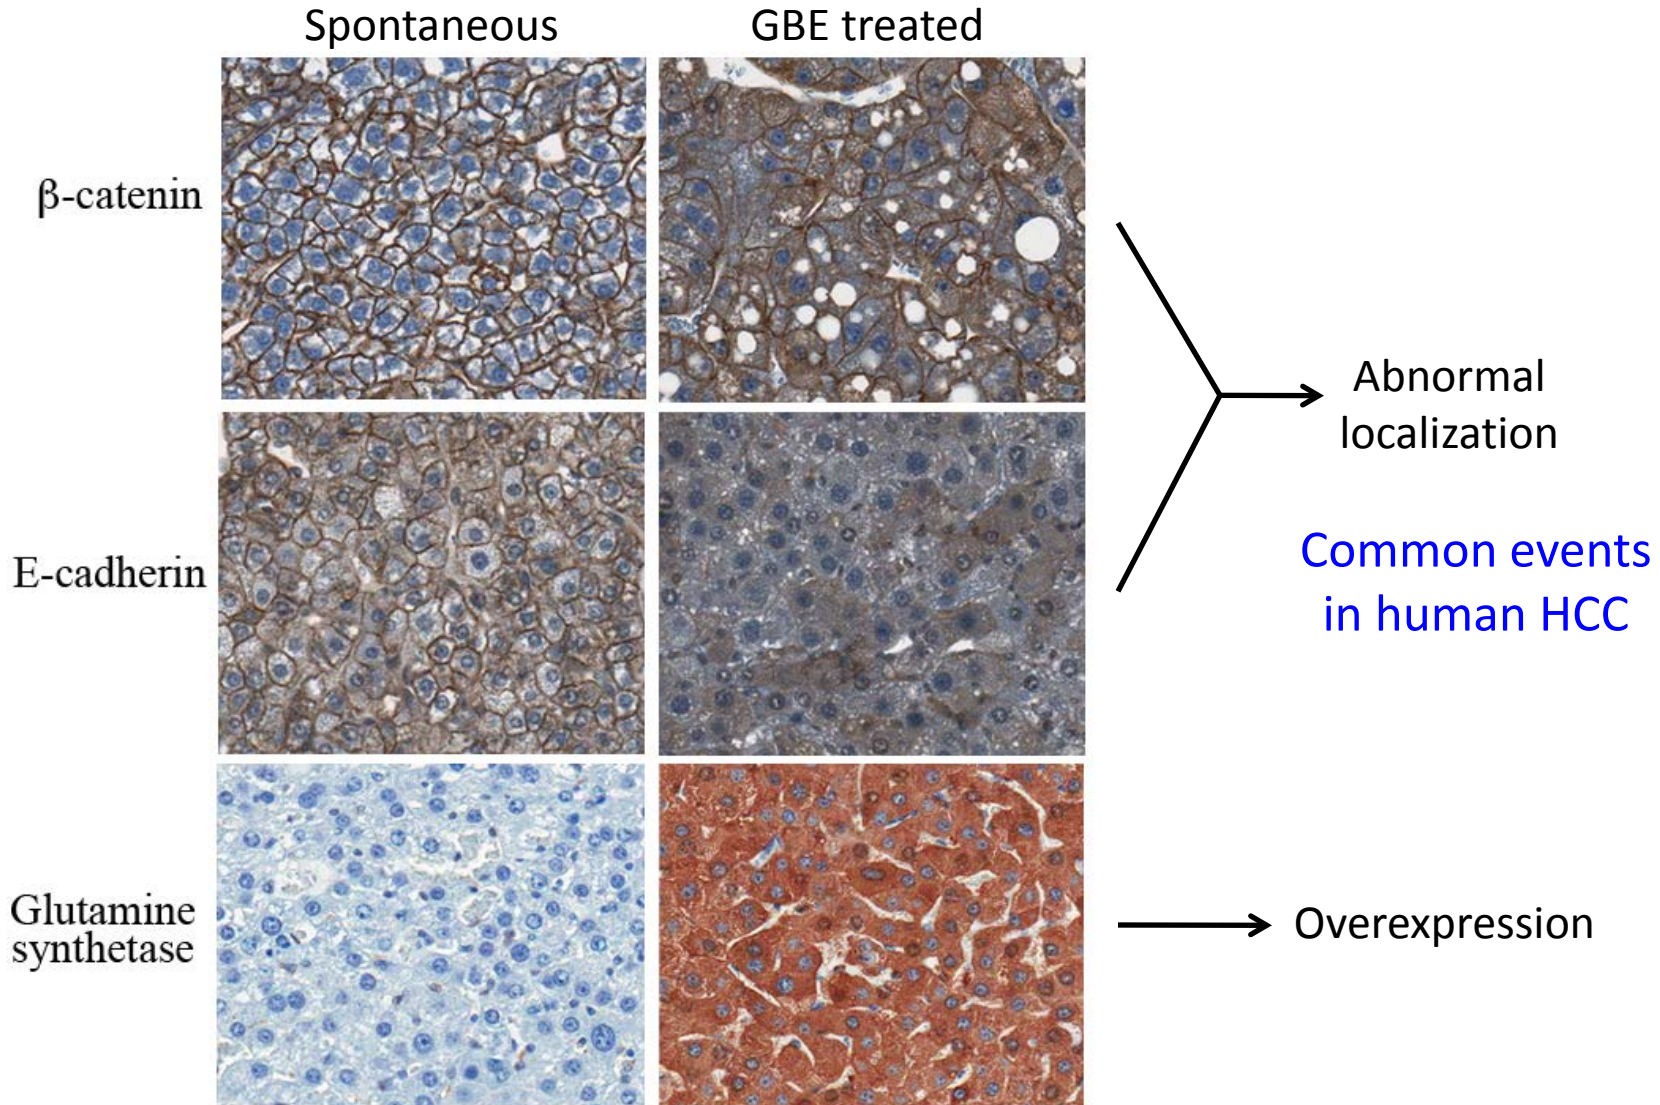 Spontaneous
GBE treated
β-catenin
E-cadherin
Glutamine
synthetase
Abnormal
localization
Common events
in human HCC
Overexpression